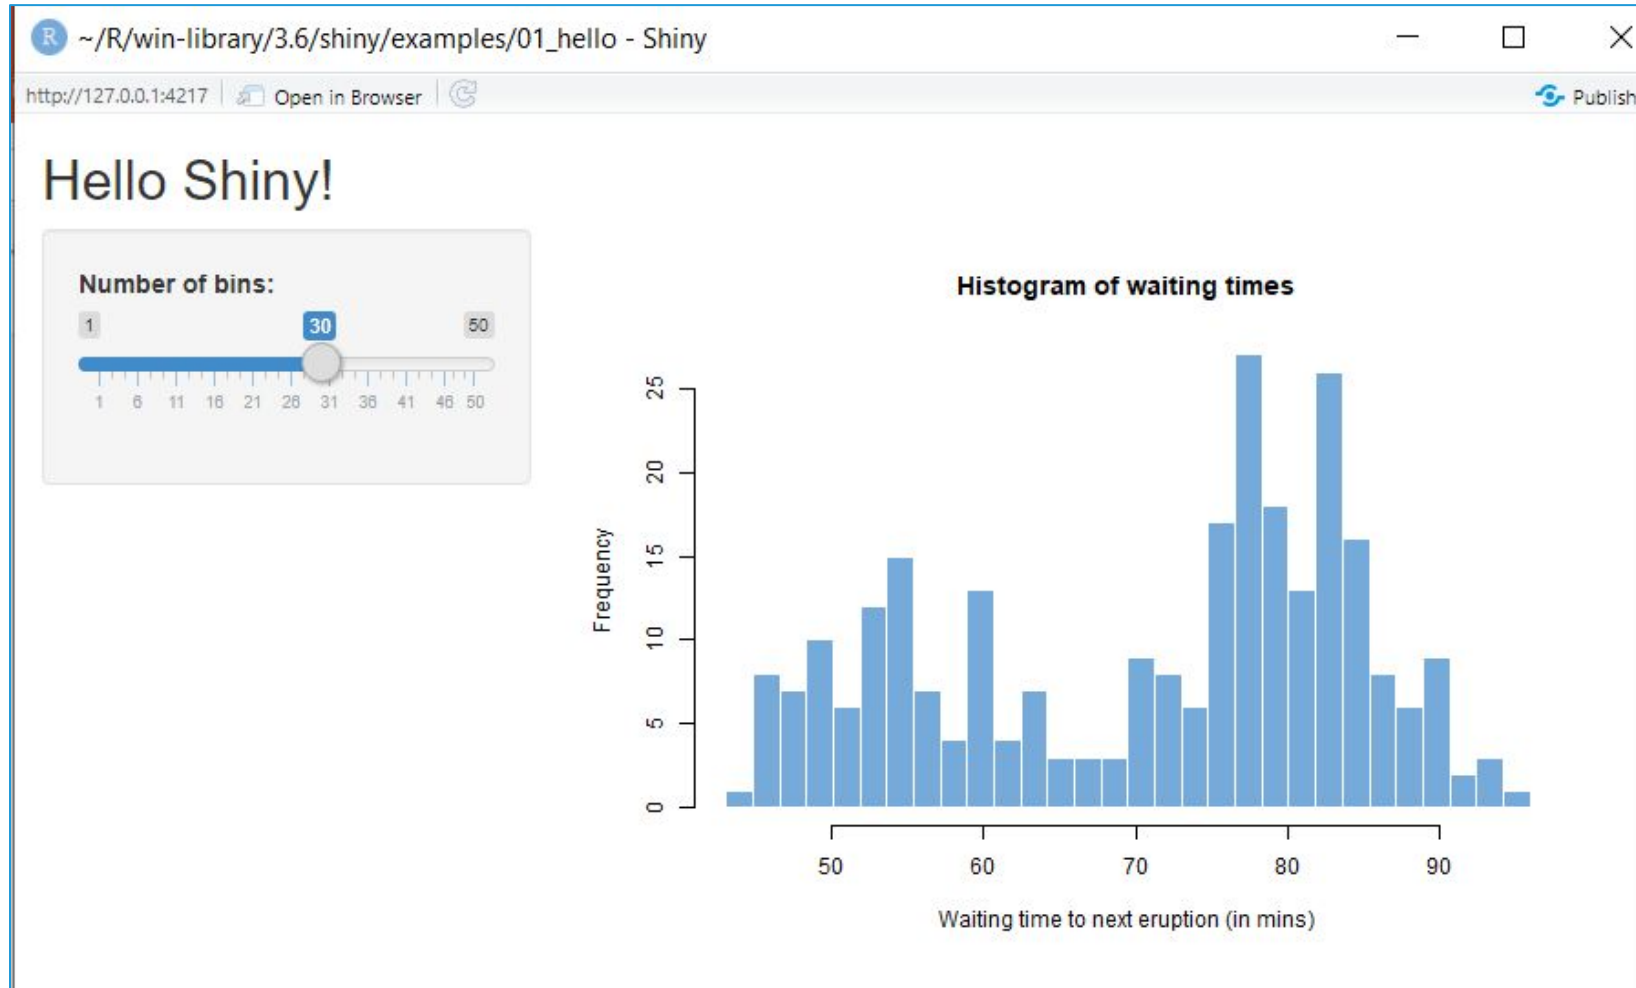 R ~/R/win-library/3.6/shiny/examples/01_hello - Shiny
http://127.0.0.1:4217 Open in Browser Publish
Hello Shiny!
Number of bins:
1 30 50
1 6 11 16 21 26 31 36 41 46 50
Histogram of waiting times
Frequency
25
20
15
10
5
0
50 60 70 80 90
Waiting time to next eruption (in mins)